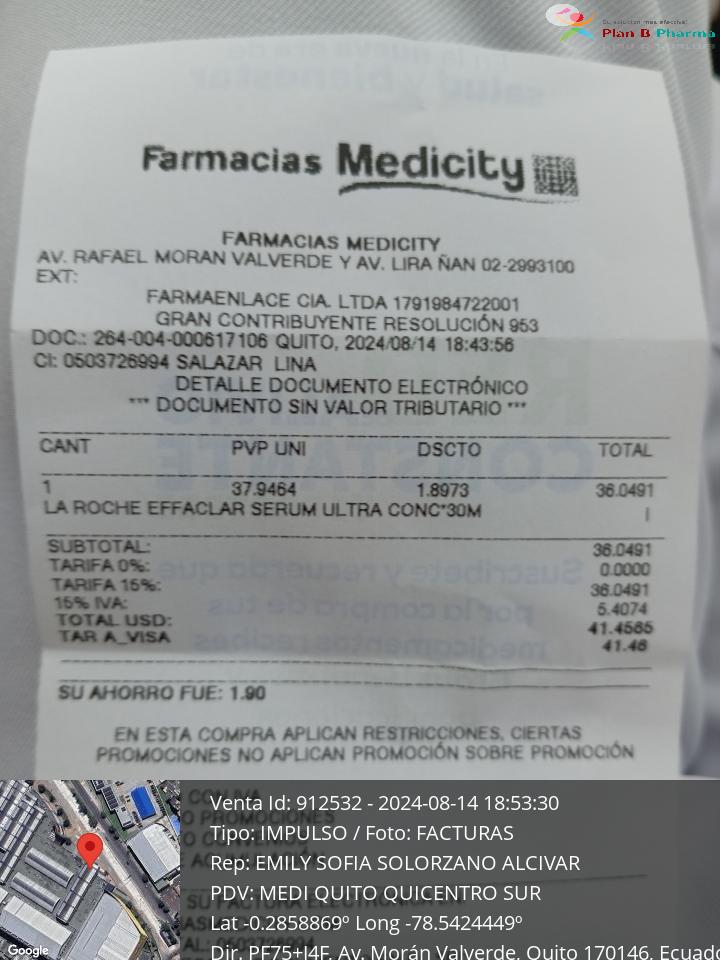 Su solución más efectiva!
Plan B Pharma
Farmacias Medicity
FARMACIAS MEDICITY
AV. RAFAEL MORAN VALVERDE Y AV. LIRA ÑAN 02-2993100
EXT:
FARMAENLACE CIA. LTDA 1791984722001
GRAN CONTRIBUYENTE RESOLUCIÓN 953
DOC.: 264-004-000617106 QUITO, 2024/08/14 18:43:56
CI: 0503726994 SALAZAR LINA
DETALLE DOCUMENTO ELECTRÓNICO
*** DOCUMENTO SIN VALOR TRIBUTARIO ***
CANT PVP UNI DSCTO TOTAL
1 37.9464 1.8973 36.0491
LA ROCHE EFFACLAR SERUM ULTRA CONC*30M I
SUBTOTAL: 36.0491
TARIFA 0%: 0.0000
TARIFA 15%: 36.0491
15% IVA: 5.4074
TOTAL USD: 41.4565
TAR A_VISA 41.46
SU AHORRO FUE: 1.90
EN ESTA COMPRA APLICAN RESTRICCIONES, CIERTAS
PROMOCIONES NO APLICAN PROMOCIÓN SOBRE PROMOCIÓN
Venta Id: 912532 - 2024-08-14 18:53:30
Tipo: IMPULSO / Foto: FACTURAS
Rep: EMILY SOFIA SOLORZANO ALCIVAR
PDV: MEDI QUITO QUICENTRO SUR
Lat -0.2858869º Long -78.5424449º
Dir. PF75+J4F, Av. Morán Valverde, Quito 170146, Ecuado
Google